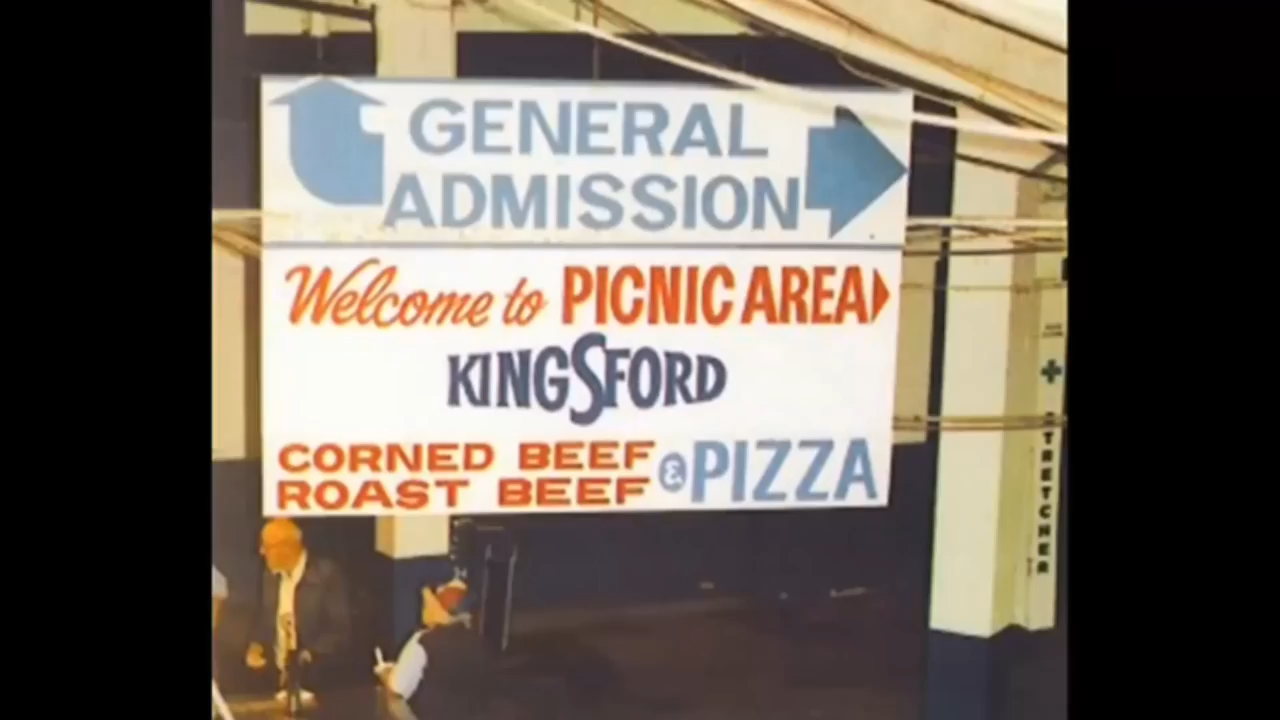 GENERAL
ADMISSION
Welcome to PICNIC AREA
KINGSFORD
CORNED BEEF
ROAST BEEF & PIZZA
STRETCHER